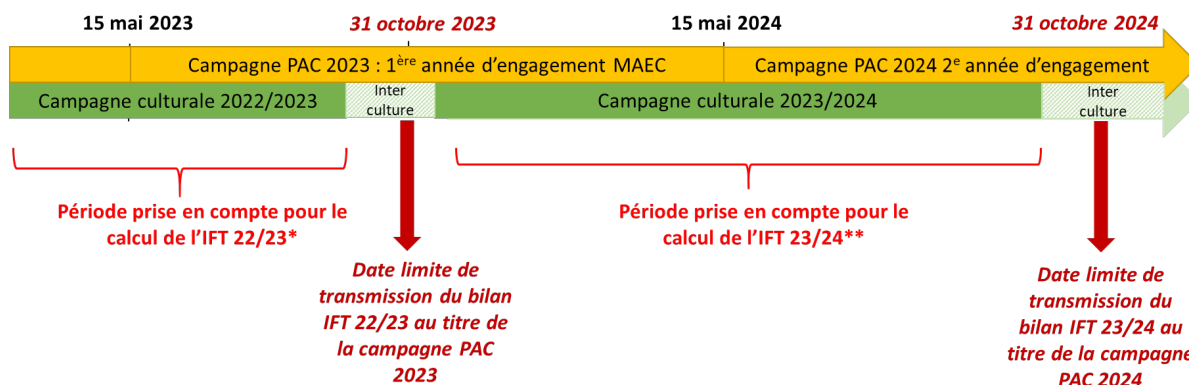 15 mai 2023
31 octobre 2023
15 mai 2024
31 octobre 2024
Campagne PAC 2023 : 1ère année d’engagement MAEC
Campagne PAC 2024 2e année d’engagement
Campagne culturale 2022/2023
Inter
culture
Campagne culturale 2023/2024
Inter
culture
Période prise en compte pour le
calcul de l’IFT 22/23*
Période prise en compte pour le
calcul de l’IFT 23/24**
Date limite de
transmission du bilan
IFT 22/23 au titre de
la campagne PAC
2023
Date limite de
transmission du
bilan IFT 23/24 au
titre de la campagne
PAC 2024